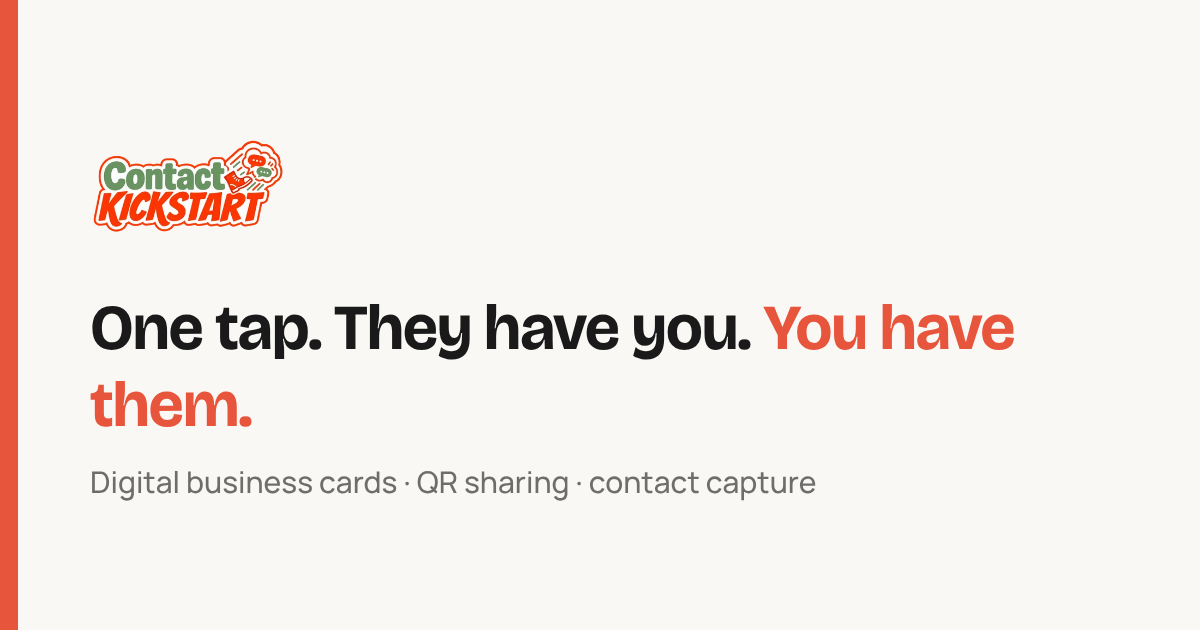 Contact
KICKSTART
One tap. They have you. You have
them.
Digital business cards · QR sharing · contact capture